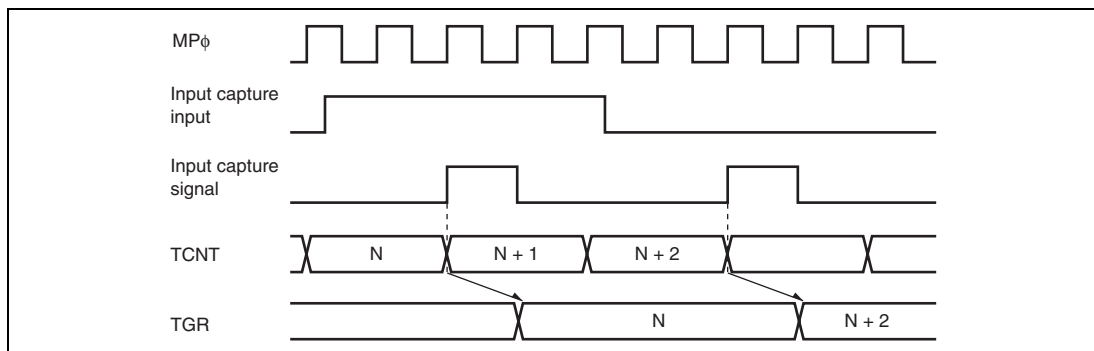 MPϕ
Input capture
input
Input capture
signal
TCNT
N
N + 1
N + 2
TGR
N
N + 2